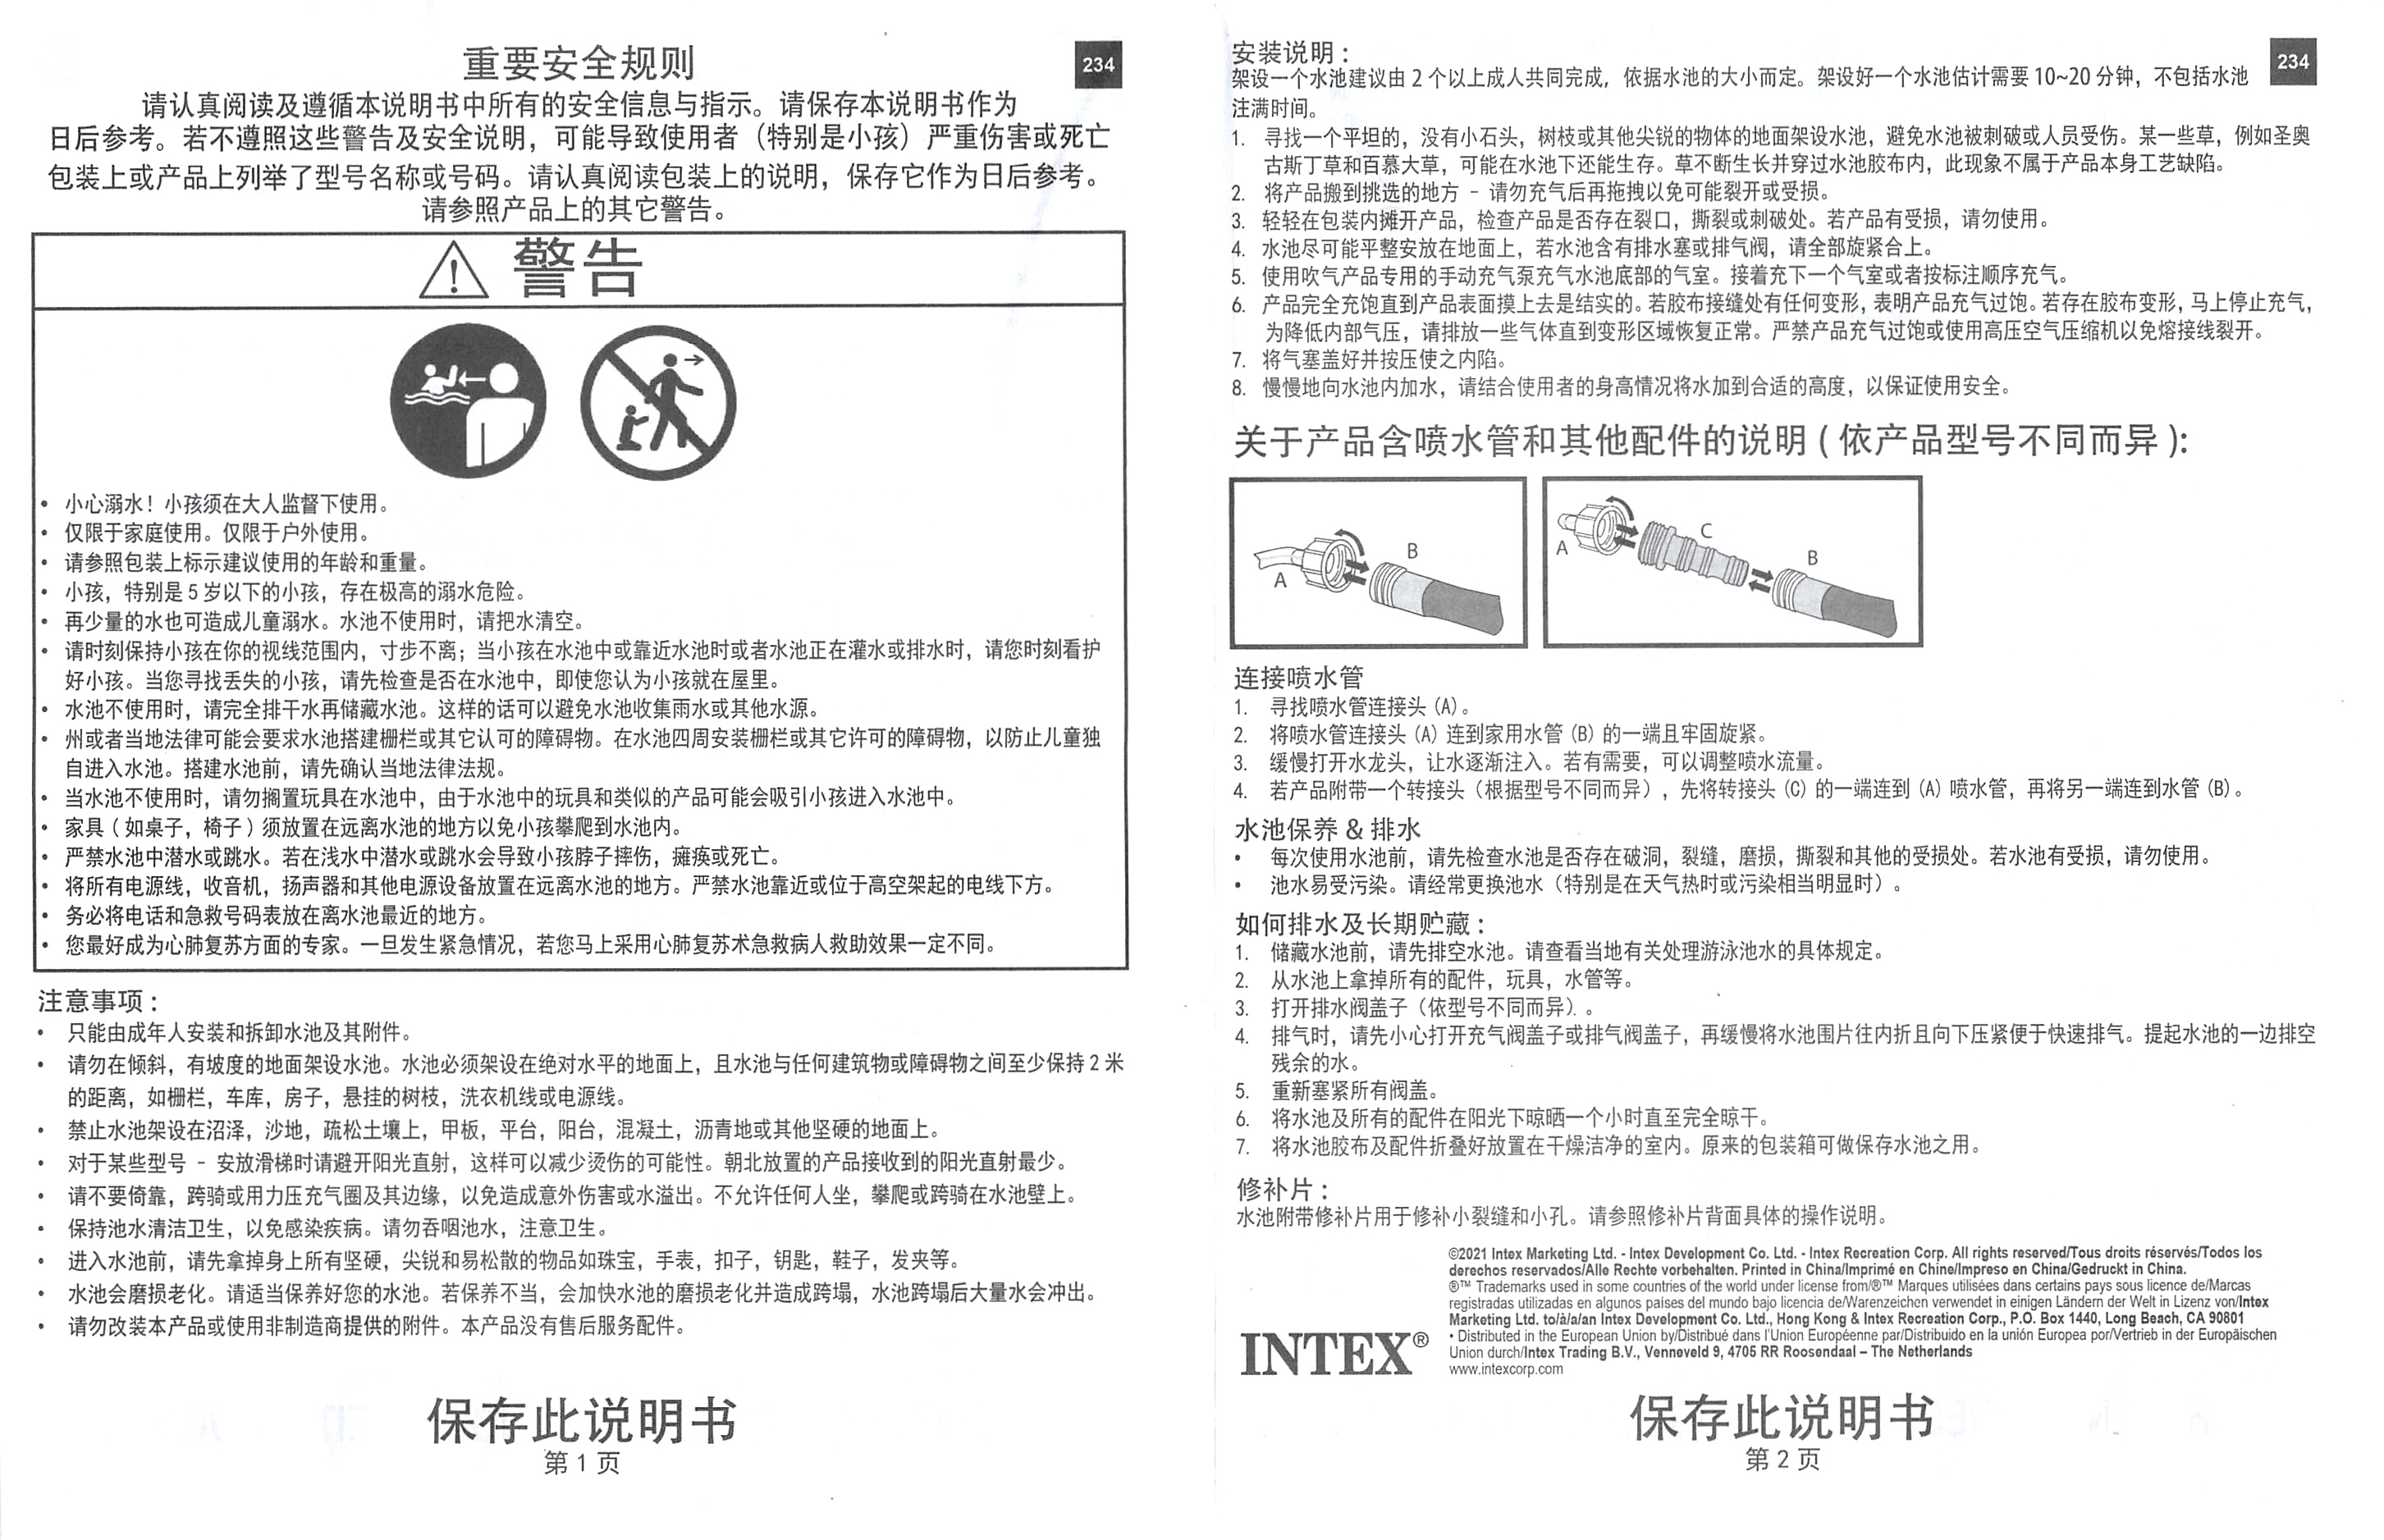 重要安全规则
234
请认真阅读及遵循本说明书中所有的安全信息与指示。请保存本说明书作为
日后参考。若不遵照这些警告及安全说明，可能导致使用者（特别是小孩）严重伤害或死亡
包装上或产品上列举了型号名称或号码。请认真阅读包装上的说明，保存它作为日后参考。
请参照产品上的其它警告。
警告
• 小心溺水！小孩须在大人监督下使用。
• 仅限于家庭使用。仅限于户外使用。
• 请参照包装上标示建议使用的年龄和重量。
• 小孩，特别是 5 岁以下的小孩，存在极高的溺水危险。
• 再少量的水也可造成儿童溺水。水池不使用时，请把水清空。
• 请时刻保持小孩在你的视线范围内，寸步不离；当小孩在水池中或靠近水池时或者水池正在灌水或排水时，请您时刻看护
好小孩。当您寻找丢失的小孩，请先检查是否在水池中，即使您认为小孩就在屋里。
• 水池不使用时，请完全排干水再储藏水池。这样的话可以避免水池收集雨水或其他水源。
• 州或者当地法律可能会要求水池搭建栅栏或其它认可的障碍物。在水池四周安装栅栏或其它许可的障碍物，以防止儿童独
自进入水池。搭建水池前，请先确认当地法律法规。
• 当水池不使用时，请勿搁置玩具在水池中，由于水池中的玩具和类似的产品可能会吸引小孩进入水池中。
• 家具 ( 如桌子，椅子 ) 须放置在远离水池的地方以免小孩攀爬到水池内。
• 严禁水池中潜水或跳水。若在浅水中潜水或跳水会导致小孩脖子摔伤，瘫痪或死亡。
• 将所有电源线，收音机，扬声器和其他电源设备放置在远离水池的地方。严禁水池靠近或位于高空架起的电线下方。
• 务必将电话和急救号码表放在离水池最近的地方。
• 您最好成为心肺复苏方面的专家。一旦发生紧急情况，若您马上采用心肺复苏术急救病人救助效果一定不同。
注意事项：
• 只能由成年人安装和拆卸水池及其附件。
• 请勿在倾斜，有坡度的地面架设水池。水池必须架设在绝对水平的地面上，且水池与任何建筑物或障碍物之间至少保持 2 米
的距离，如栅栏，车库，房子，悬挂的树枝，洗衣机线或电源线。
• 禁止水池架设在沼泽，沙地，疏松土壤上，甲板，平台，阳台，混凝土，沥青地或其他坚硬的地面上。
• 对于某些型号 - 安放滑梯时请避开阳光直射，这样可以减少烫伤的可能性。朝北放置的产品接收到的阳光直射最少。
• 请不要倚靠，跨骑或用力压充气圈及其边缘，以免造成意外伤害或水溢出。不允许任何人坐，攀爬或跨骑在水池壁上。
• 保持池水清洁卫生，以免感染疾病。请勿吞咽池水，注意卫生。
• 进入水池前，请先拿掉身上所有坚硬，尖锐和易松散的物品如珠宝，手表，扣子，钥匙，鞋子，发夹等。
• 水池会磨损老化。请适当保养好您的水池。若保养不当，会加快水池的磨损老化并造成跨塌，水池跨塌后大量水会冲出。
• 请勿改装本产品或使用非制造商提供的附件。本产品没有售后服务配件。
保存此说明书
第 1 页
安装说明：
234
架设一个水池建议由 2 个以上成人共同完成，依据水池的大小而定。架设好一个水池估计需要 10~20 分钟，不包括水池
注满时间。
1. 寻找一个平坦的，没有小石头，树枝或其他尖锐的物体的地面架设水池，避免水池被刺破或人员受伤。某一些草，例如圣奥
古斯丁草和百慕大草，可能在水池下还能生存。草不断生长并穿过水池胶布内，此现象不属于产品本身工艺缺陷。
2. 将产品搬到挑选的地方 - 请勿充气后再拖拽以免可能裂开或受损。
3. 轻轻在包装内摊开产品，检查产品是否存在裂口，撕裂或刺破处。若产品有受损，请勿使用。
4. 水池尽可能平整安放在地面上，若水池含有排水塞或排气阀，请全部旋紧合上。
5. 使用吹气产品专用的手动充气泵充气水池底部的气室。接着充下一个气室或者按标注顺序充气。
6. 产品完全充饱直到产品表面摸上去是结实的。若胶布接缝处有任何变形，表明产品充气过饱。若存在胶布变形，马上停止充气，
为降低内部气压，请排放一些气体直到变形区域恢复正常。严禁产品充气过饱或使用高压空气压缩机以免熔接线裂开。
7. 将气塞盖好并按压使之内陷。
8. 慢慢地向水池内加水，请结合使用者的身高情况将水加到合适的高度，以保证使用安全。
关于产品含喷水管和其他配件的说明 ( 依产品型号不同而异 ):
A B
A C B
连接喷水管
1. 寻找喷水管连接头 (A)。
2. 将喷水管连接头 (A) 连到家用水管 (B) 的一端且牢固旋紧。
3. 缓慢打开水龙头，让水逐渐注入。若有需要，可以调整喷水流量。
4. 若产品附带一个转接头（根据型号不同而异），先将转接头 (C) 的一端连到 (A) 喷水管，再将另一端连到水管 (B)。
水池保养 & 排水
• 每次使用水池前，请先检查水池是否存在破洞，裂缝，磨损，撕裂和其他的受损处。若水池有受损，请勿使用。
• 池水易受污染。请经常更换池水（特别是在天气热时或污染相当明显时）。
如何排水及长期贮藏：
1. 储藏水池前，请先排空水池。请查看当地有关处理游泳池水的具体规定。
2. 从水池上拿掉所有的配件，玩具，水管等。
3. 打开排水阀盖子（依型号不同而异）。
4. 排气时，请先小心打开充气阀盖子或排气阀盖子，再缓慢将水池围片往内折且向下压紧便于快速排气。提起水池的一边排空
残余的水。
5. 重新塞紧所有阀盖。
6. 将水池及所有的配件在阳光下晾晒一个小时直至完全晾干。
7. 将水池胶布及配件折叠好放置在干燥洁净的室内。原来的包装箱可做保存水池之用。
修补片：
水池附带修补片用于修补小裂缝和小孔。请参照修补片背面具体的操作说明。
©2021 Intex Marketing Ltd. - Intex Development Co. Ltd. - Intex Recreation Corp. All rights reserved/Tous droits réservés/Todos los
derechos reservados/Alle Rechte vorbehalten. Printed in China/Imprimé en Chine/Impreso en China/Gedruckt in China.
®™ Trademarks used in some countries of the world under license from/®™ Marques utilisées dans certains pays sous licence de/Marcas
registradas utilizadas en algunos países del mundo bajo licencia de/Warenzeichen verwendet in einigen Ländern der Welt in Lizenz von/Intex
Marketing Ltd. to/à/a/an Intex Development Co. Ltd., Hong Kong & Intex Recreation Corp., P.O. Box 1440, Long Beach, CA 90801
• Distributed in the European Union by/Distribué dans l'Union Européenne par/Distribuido en la unión Europea por/Vertrieb in der Europäischen
Union durch/Intex Trading B.V., Venneveld 9, 4705 RR Roosendaal – The Netherlands
www.intexcorp.com
INTEX®
保存此说明书
第 2 页